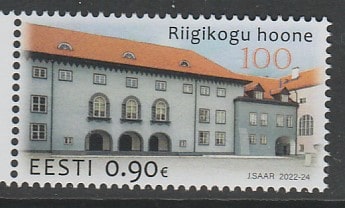 Riigikogu hoone
100
EESTI 0.90€
J.SAAR 2022-24